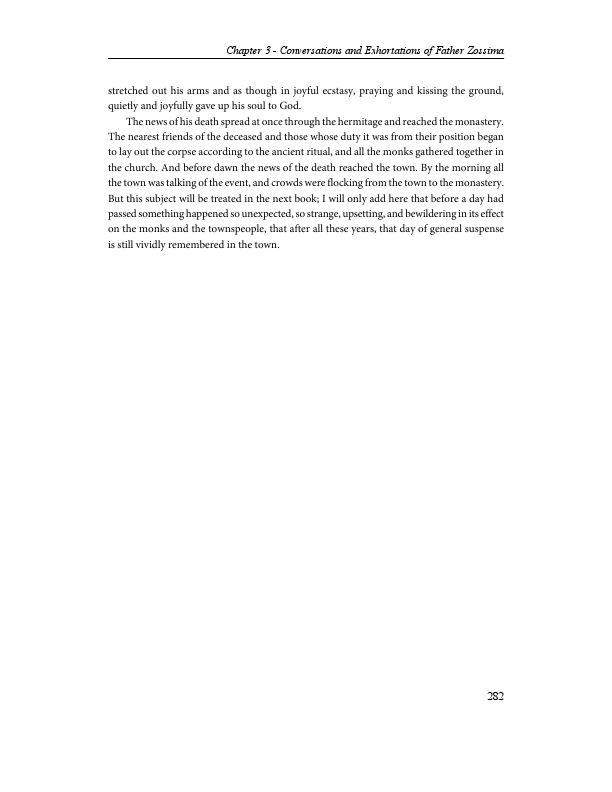 Chapter 3 - Conversations and Exhortations of Father Zossima
stretched out his arms and as though in joyful ecstasy, praying and kissing the ground,
quietly and joyfully gave up his soul to God.
The news of his death spread at once through the hermitage and reached the monastery.
The nearest friends of the deceased and those whose duty it was from their position began
to lay out the corpse according to the ancient ritual, and all the monks gathered together in
the church. And before dawn the news of the death reached the town. By the morning all
the town was talking of the event, and crowds were flocking from the town to the monastery.
But this subject will be treated in the next book; I will only add here that before a day had
passed something happened so unexpected, so strange, upsetting, and bewildering in its effect
on the monks and the townspeople, that after all these years, that day of general suspense
is still vividly remembered in the town.
282